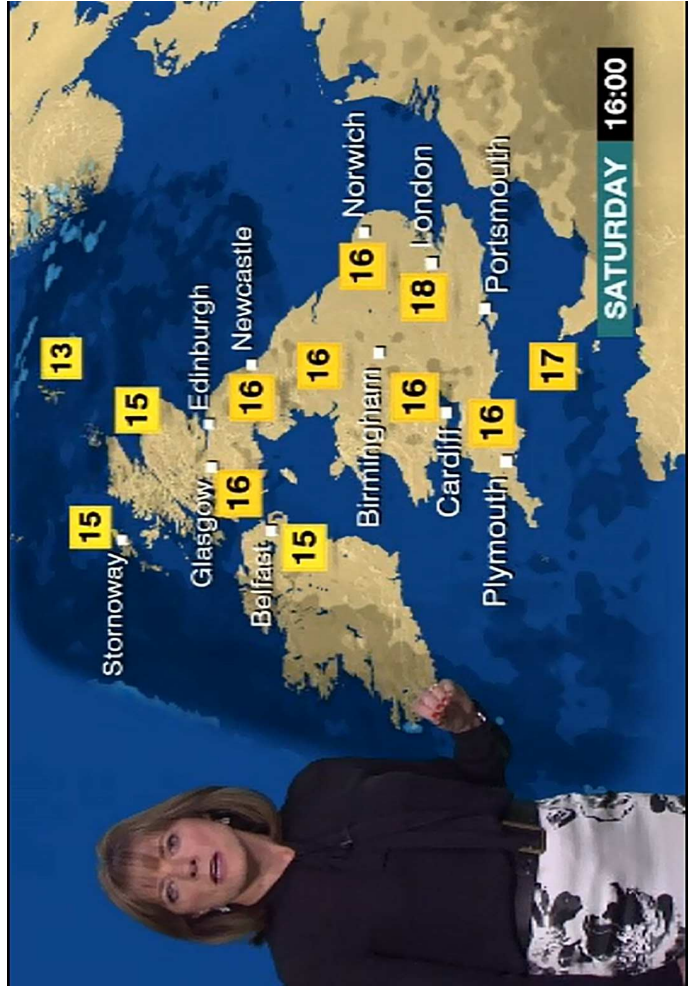 13
15
Stornoway
15
Glasgow
Edinburgh
16
16
Newcastle
Belfast
15
16
Norwich
16
Birmingham
16
18
London
Cardiff
Plymouth
16
Portsmouth
17
SATURDAY 16:00